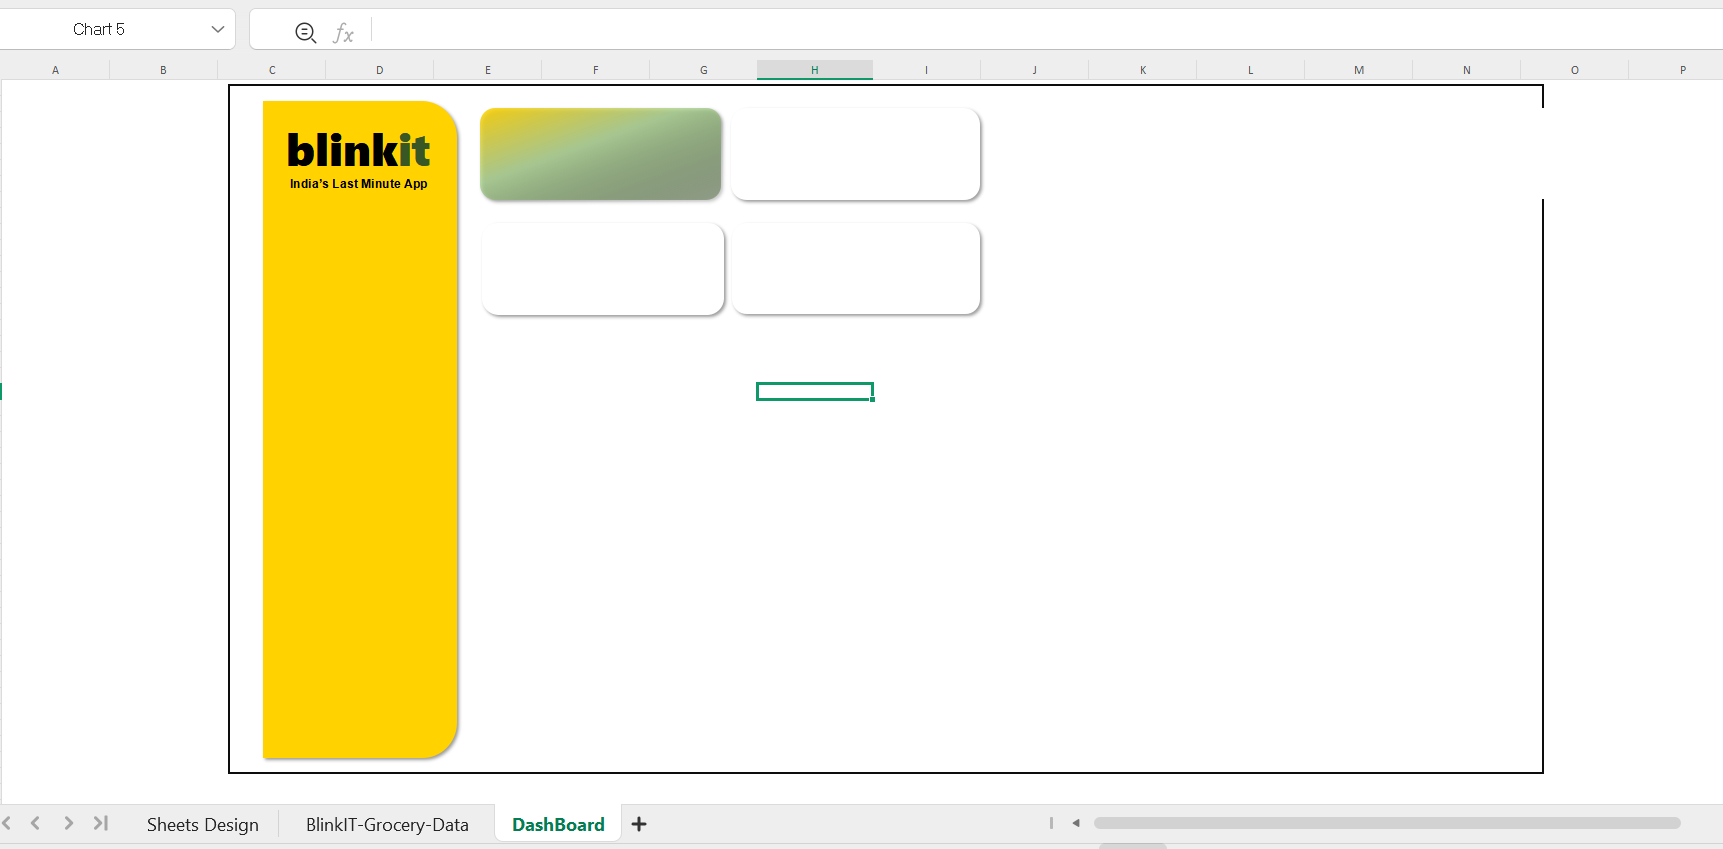 Chart 5
fx
A B C D E F G H I J K L M N O P
blinkit
India's Last Minute App
Sheets Design BlinkIT-Grocery-Data DashBoard